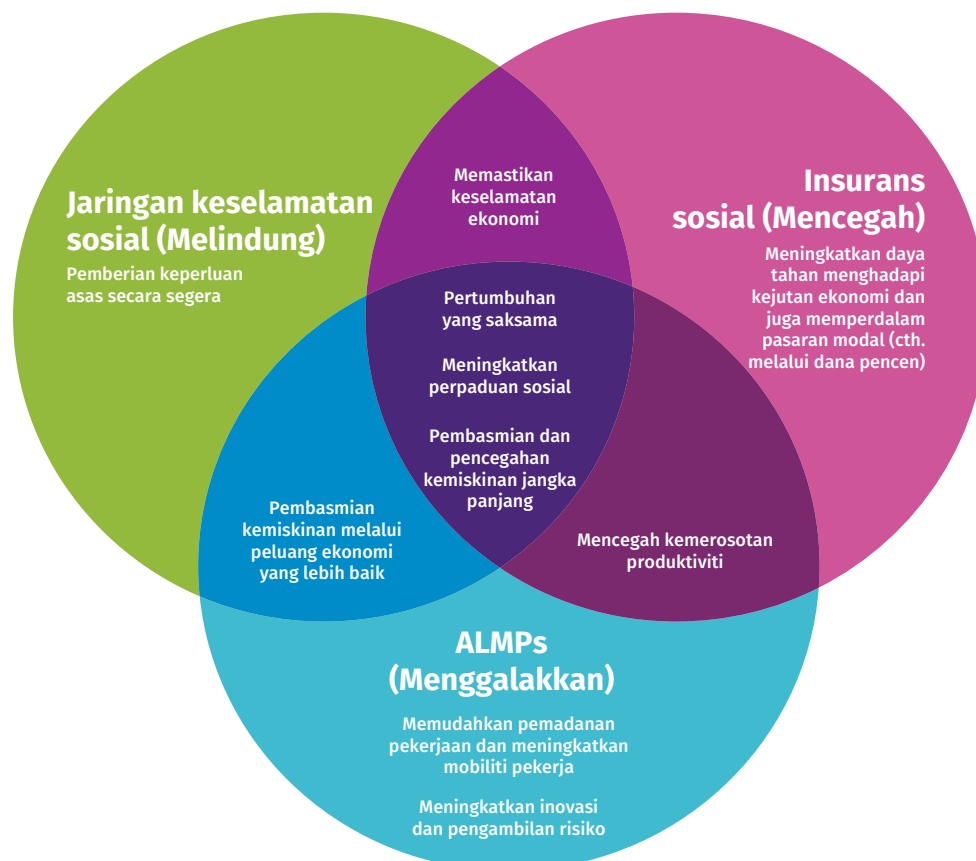 Jaringan keselamatan
sosial (Melindung)
Pemberian keperluan
asas secara segera
Memastikan
keselamatan
ekonomi
Insurans
sosial (Mencegah)
Meningkatkan daya
tahan menghadapi
kejutan ekonomi dan
juga memperdalam
pasaran modal (cth.
melalui dana pencen)
Pertumbuhan
yang saksama
Meningkatkan
perpaduan sosial
Pembasmian dan
pencegahan
kemiskinan jangka
panjang
Pembasmian
kemiskinan melalui
peluang ekonomi
yang lebih baik
Mencegah kemerosotan
produktiviti
ALMPs
(Menggalakkan)
Memudahkan pemadanan
pekerjaan dan meningkatkan
mobiliti pekerja
Meningkatkan inovasi
dan pengambilan risiko